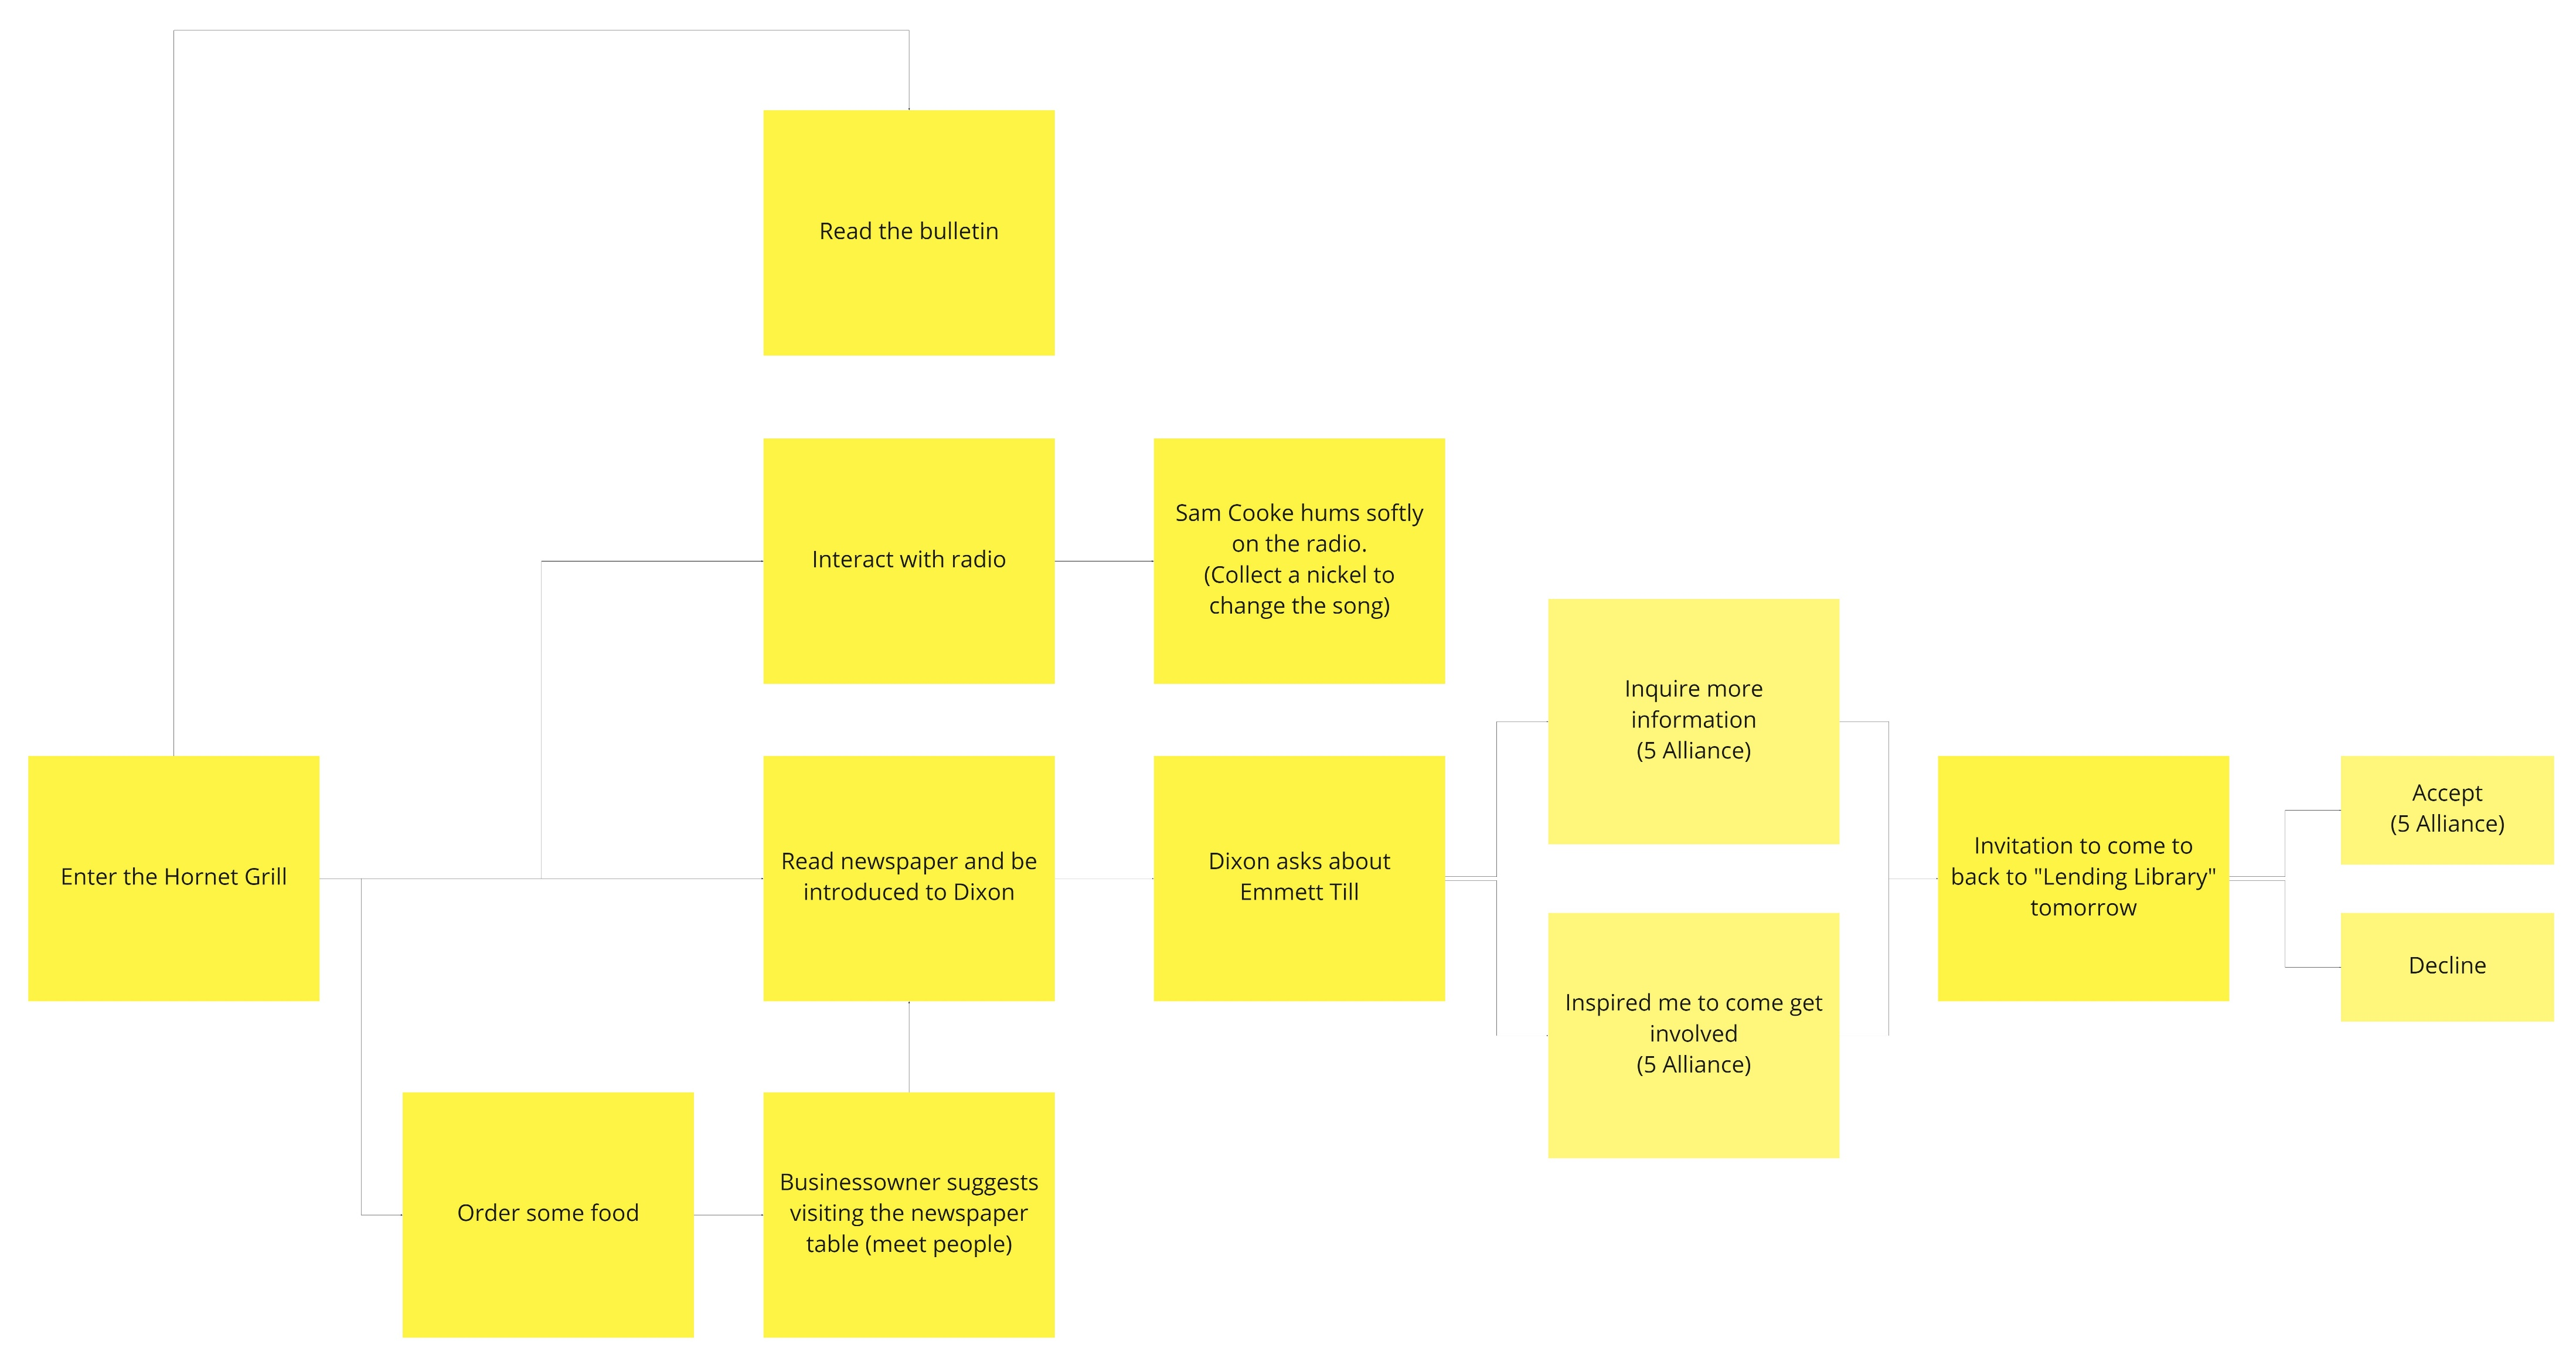 Read the bulletin
Interact with radio
Sam Cooke hums softly
on the radio.
(Collect a nickel to
change the song)
Enter the Hornet Grill
Read newspaper and be
introduced to Dixon
Dixon asks about
Emmett Till
Inquire more
information
(5 Alliance)
Inspired me to come get
involved
(5 Alliance)
Invitation to come to
back to "Lending Library"
tomorrow
Accept
(5 Alliance)
Decline
Order some food
Businessowner suggests
visiting the newspaper
table (meet people)